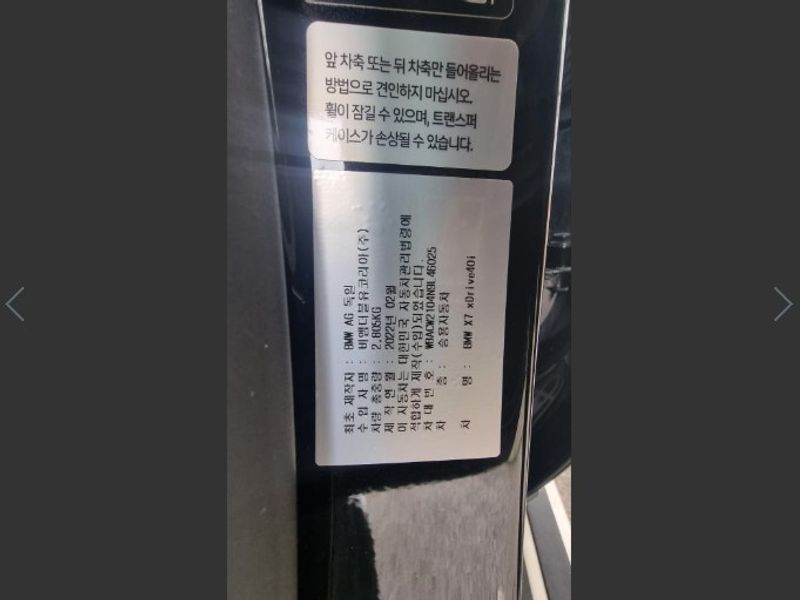 앞 차축 또는 뒤 차축만 들어올리는
방법으로 견인하지 마십시오.
휠이 잠길 수 있으며, 트랜스퍼
케이스가 손상될 수 있습니다.
최초 제작자 : BMW AG 독일
수 입 사 명 : 비엠더블유코리아(주)
차량 총중량 : 2,805KG
제 작 연 월 : 2022년 02월
이 자동차는 대한민국 자동차관리법령에
적합하게 제작(수입)되었습니다.
차 대 번 호 : WBACW2104N9L46025
차 종 : 승용자동차
차 명 : BMW X7 xDrive40i